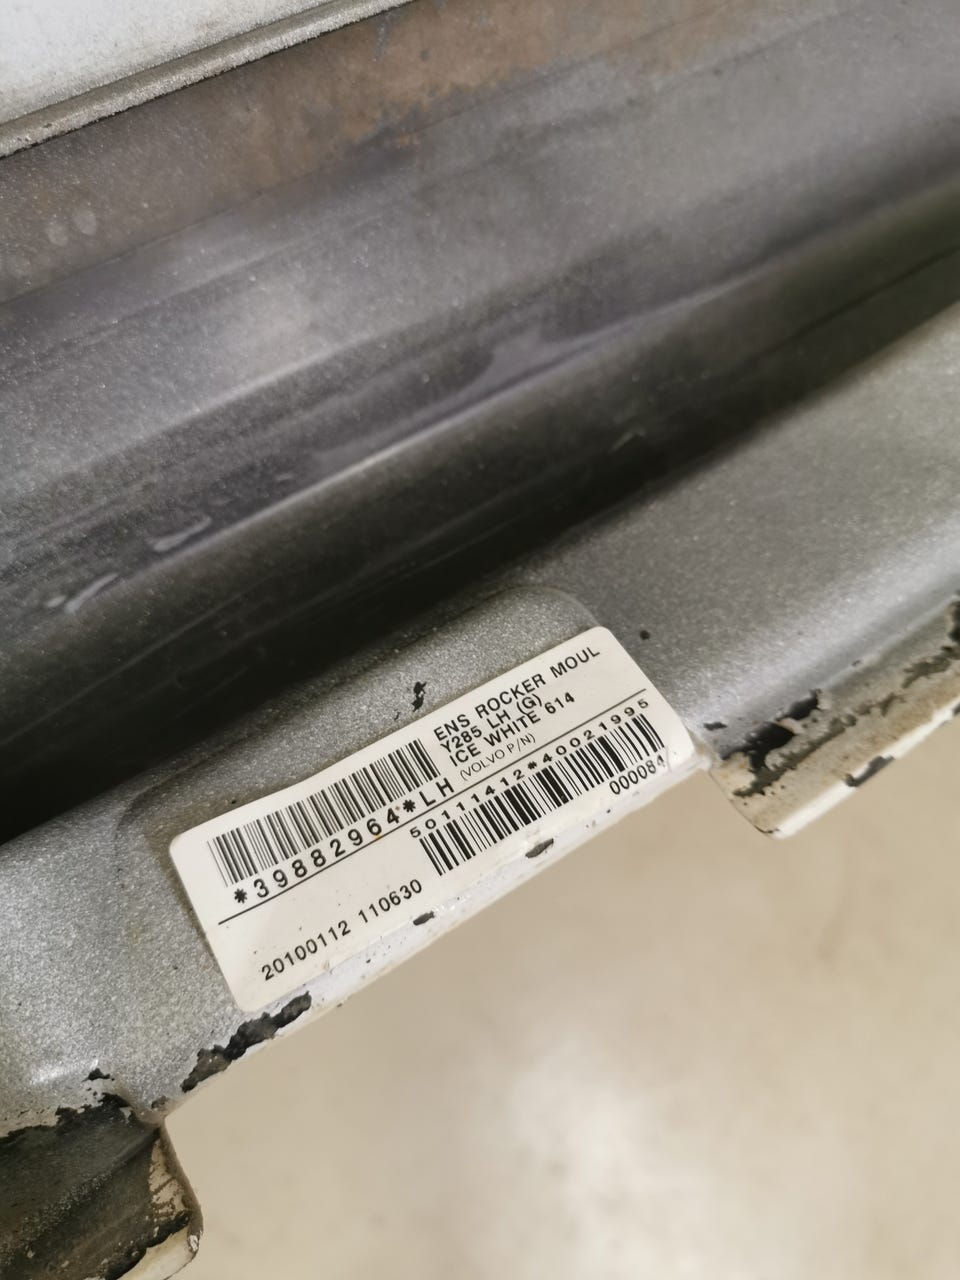 ENS ROCKER MOUL
Y285 LH (G)
ICE WHITE 614
(VOLVO P/N)
*39882964*LH
50111412*40021995
000084
20100112 110630